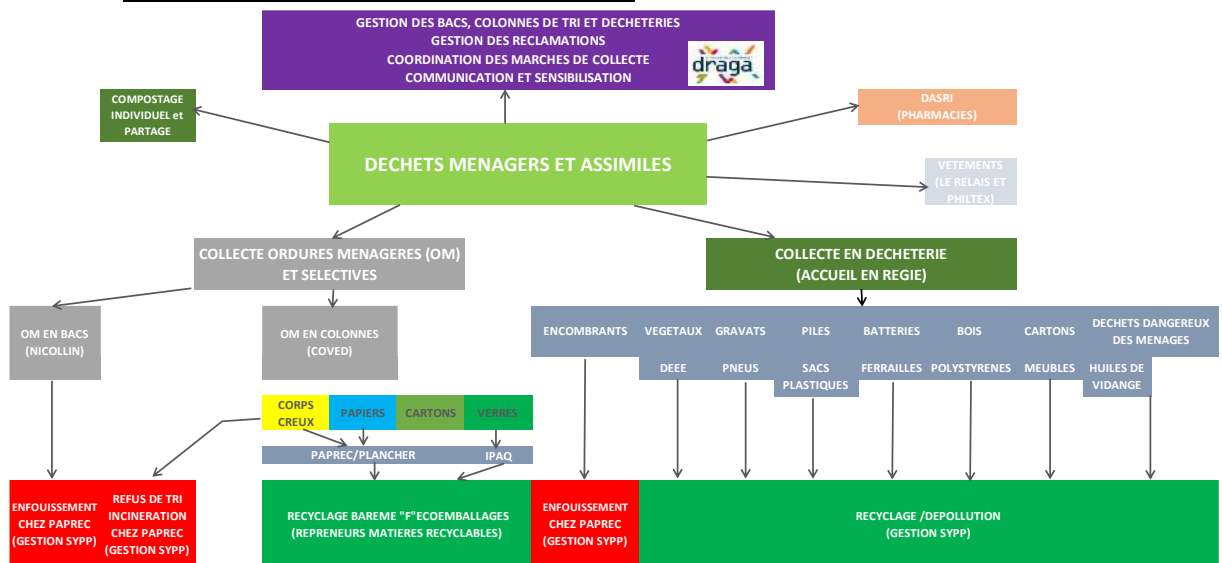 GESTION DES BACS, COLONNES DE TRI ET DECHETERIES
GESTION DES RECLAMATIONS
COORDINATION DES MARCHES DE COLLECTE
COMMUNICATION ET SENSIBILISATION
draga
COMPOSTAGE
INDIVIDUEL et
PARTAGE
DASRI
(PHARMACIES)
DECHETS MENAGERS ET ASSIMILES
VETEMENTS
(LE RELAIS ET
PHILTEX)
COLLECTE ORDURES MENAGERES (OM)
ET SELECTIVES
COLLECTE EN DECHETERIE
(ACCUEIL EN REGIE)
OM EN BACS
(NICOLLIN)
OM EN COLONNES
(COVED)
ENCOMBRANTS
VEGETAUX
GRAVATS
PILES
BATTERIES
BOIS
CARTONS
DECHETS DANGEREUX
DES MENAGES
DEEE
PNEUS
SACS
PLASTIQUES
FERRAILLES
POLYSTYRENES
MEUBLES
HUILES DE
VIDANGE
CORPS
CREUX
PAPIERS
CARTONS
VERRES
PAPREC/PLANCHER
IPAQ
ENFOUISSEMENT
CHEZ PAPREC
(GESTION SYPP)
REFUS DE TRI
INCINERATION
CHEZ PAPREC
(GESTION SYPP)
RECYCLAGE BAREME "F"ECOEMBALLAGES
(REPRENEURS MATIERES RECYCLABLES)
ENFOUISSEMENT
CHEZ PAPREC
(GESTION SYPP)
RECYCLAGE /DEPOLLUTION
(GESTION SYPP)